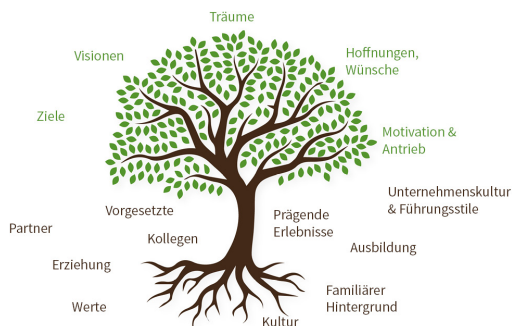 Träume
Visionen
Hoffnungen,
Wünsche
Ziele
Motivation &
Antrieb
Unternehmenskultur
& Führungsstile
Vorgesetzte
Prägende
Erlebnisse
Partner
Kollegen
Ausbildung
Erziehung
Familiärer
Hintergrund
Werte
Kultur